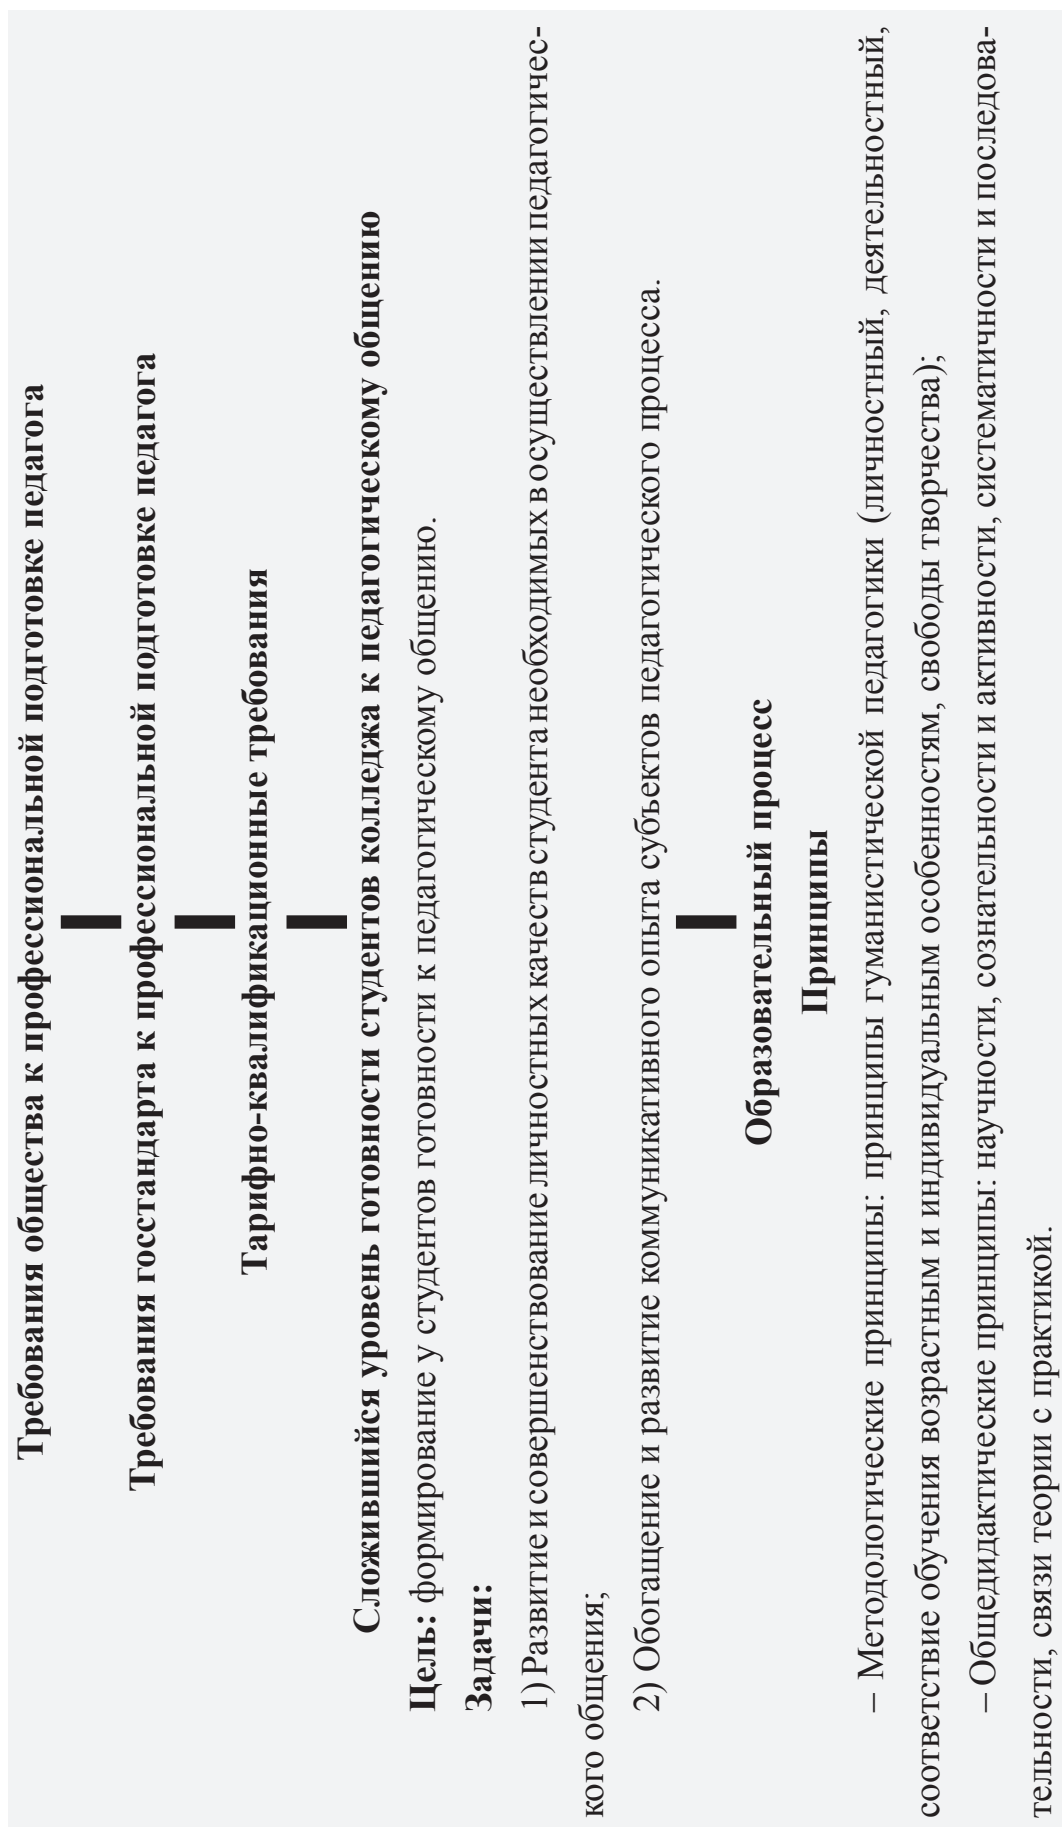 Требования общества к профессиональной подготовке педагога
Требования госстандарта к профессиональной подготовке педагога
Тарифно-квалификационные требования
Сложившийся уровень готовности студентов колледжа к педагогическому общению
Цель: формирование у студентов готовности к педагогическому общению.
Задачи:
1) Развитие и совершенствование личностных качеств студента необходимых в осуществлении педагогичес-
кого общения;
2) Обогащение и развитие коммуникативного опыта субъектов педагогического процесса.
Образовательный процесс
Принципы
– Методологические принципы: принципы гуманистической педагогики (личностный, деятельностный,
соответствие обучения возрастным и индивидуальным особенностям, свободы творчества);
– Общедидактические принципы: научности, сознательности и активности, систематичности и последова-
тельности, связи теории с практикой.